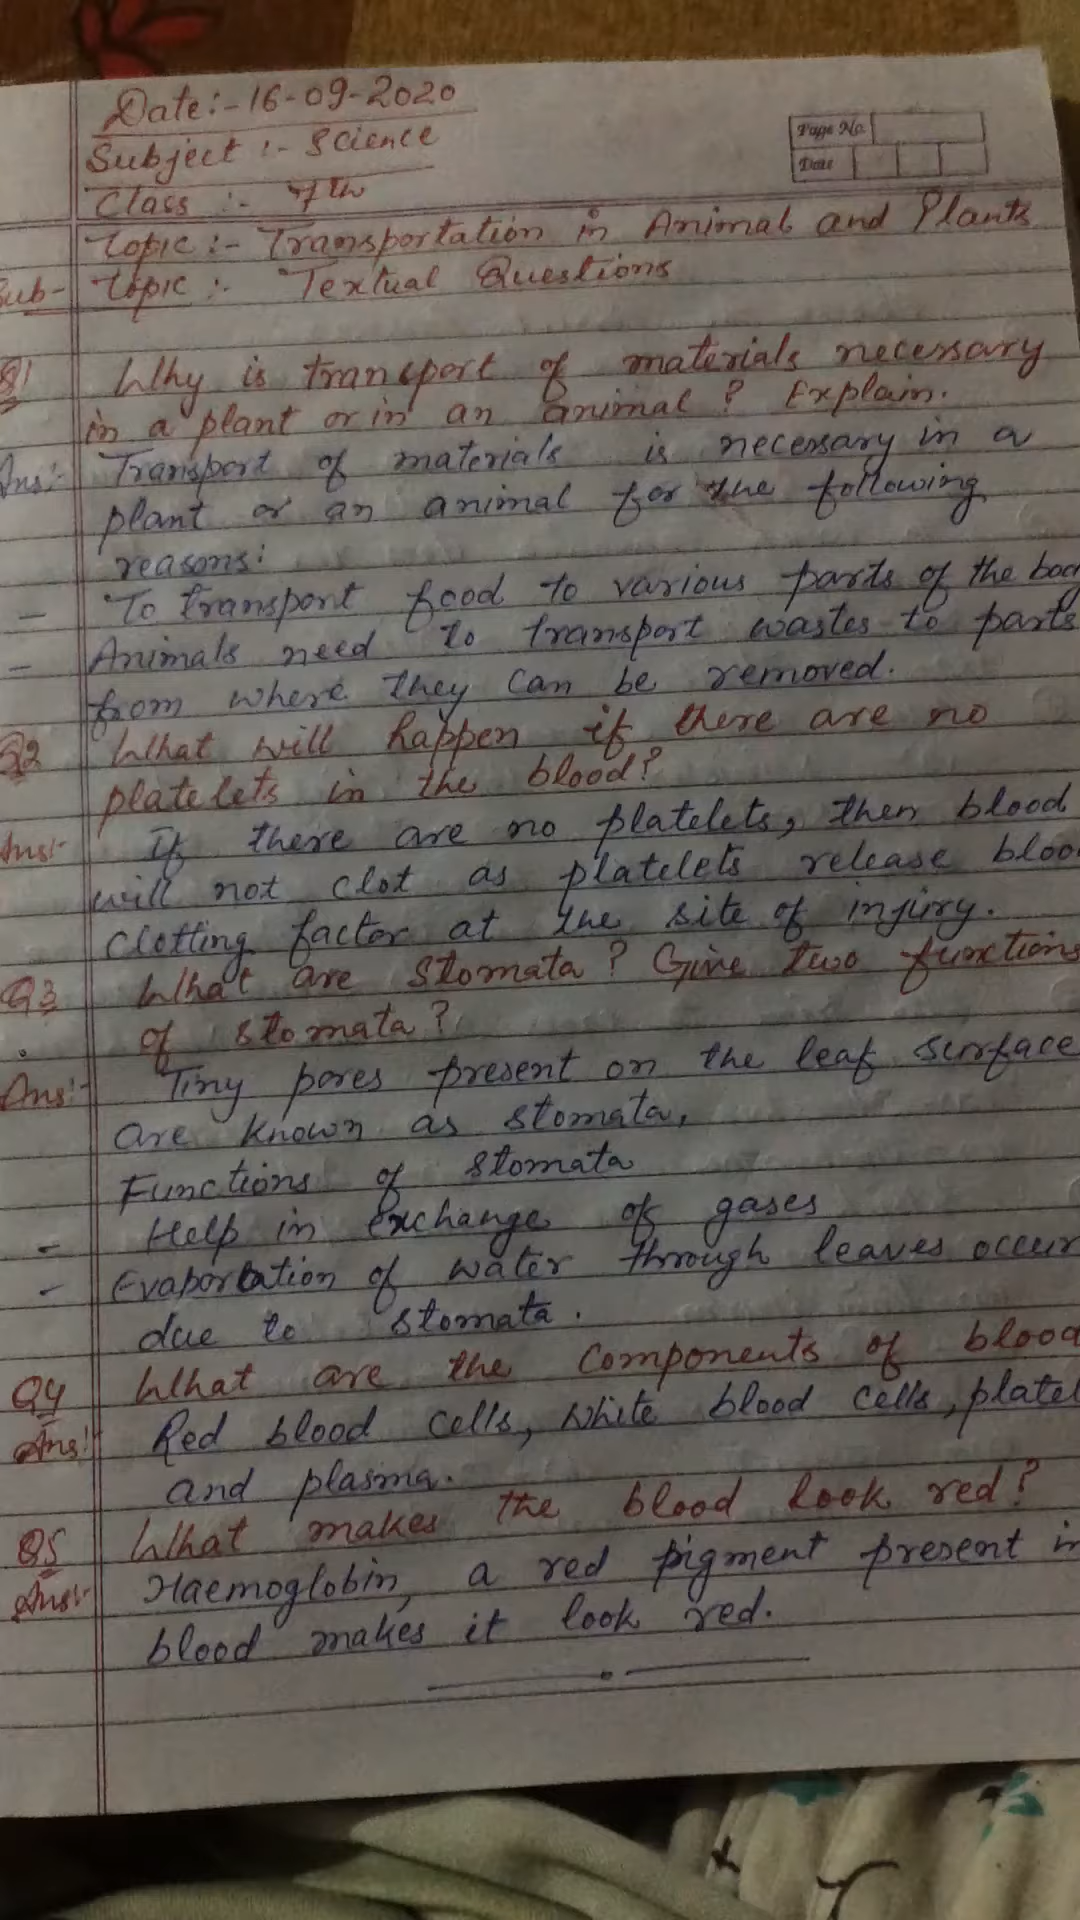 Date:- 16-09-2020
Page No.
Date
Subject :- Science
Class :- 7th
Topic :- Transportation in Animals and Plants
Sub- Topic :- Textual Questions
Q1 Why is transport of materials necessary
in a plant or in an animal ? Explain.
Ans:- Transport of materials is necessary in a
plant or an animal for the following
reasons:
- To transport food to various parts of the
- Animals need to transport wastes to parts
from where they can be removed.
Q2 What will happen if there are no
platelets in the blood?
Ans:- If there are no platelets, then blood
will not clot as platelets release bloo
clotting factor at the site of injury.
Q3 What are stomata ? Give two functions
of stomata ?
Ans:- Tiny pores present on the leaf surface
are known as stomata,
Functions of stomata
- Help in exchange of gases
- Evaporation of water through leaves occur
due to stomata.
Q4 What are the components of blood
Ans:- Red blood cells, white blood cells, platel
and plasma.
Q5 What makes the blood look red?
Ans:- Haemoglobin, a red pigment present in
blood makes it look red.